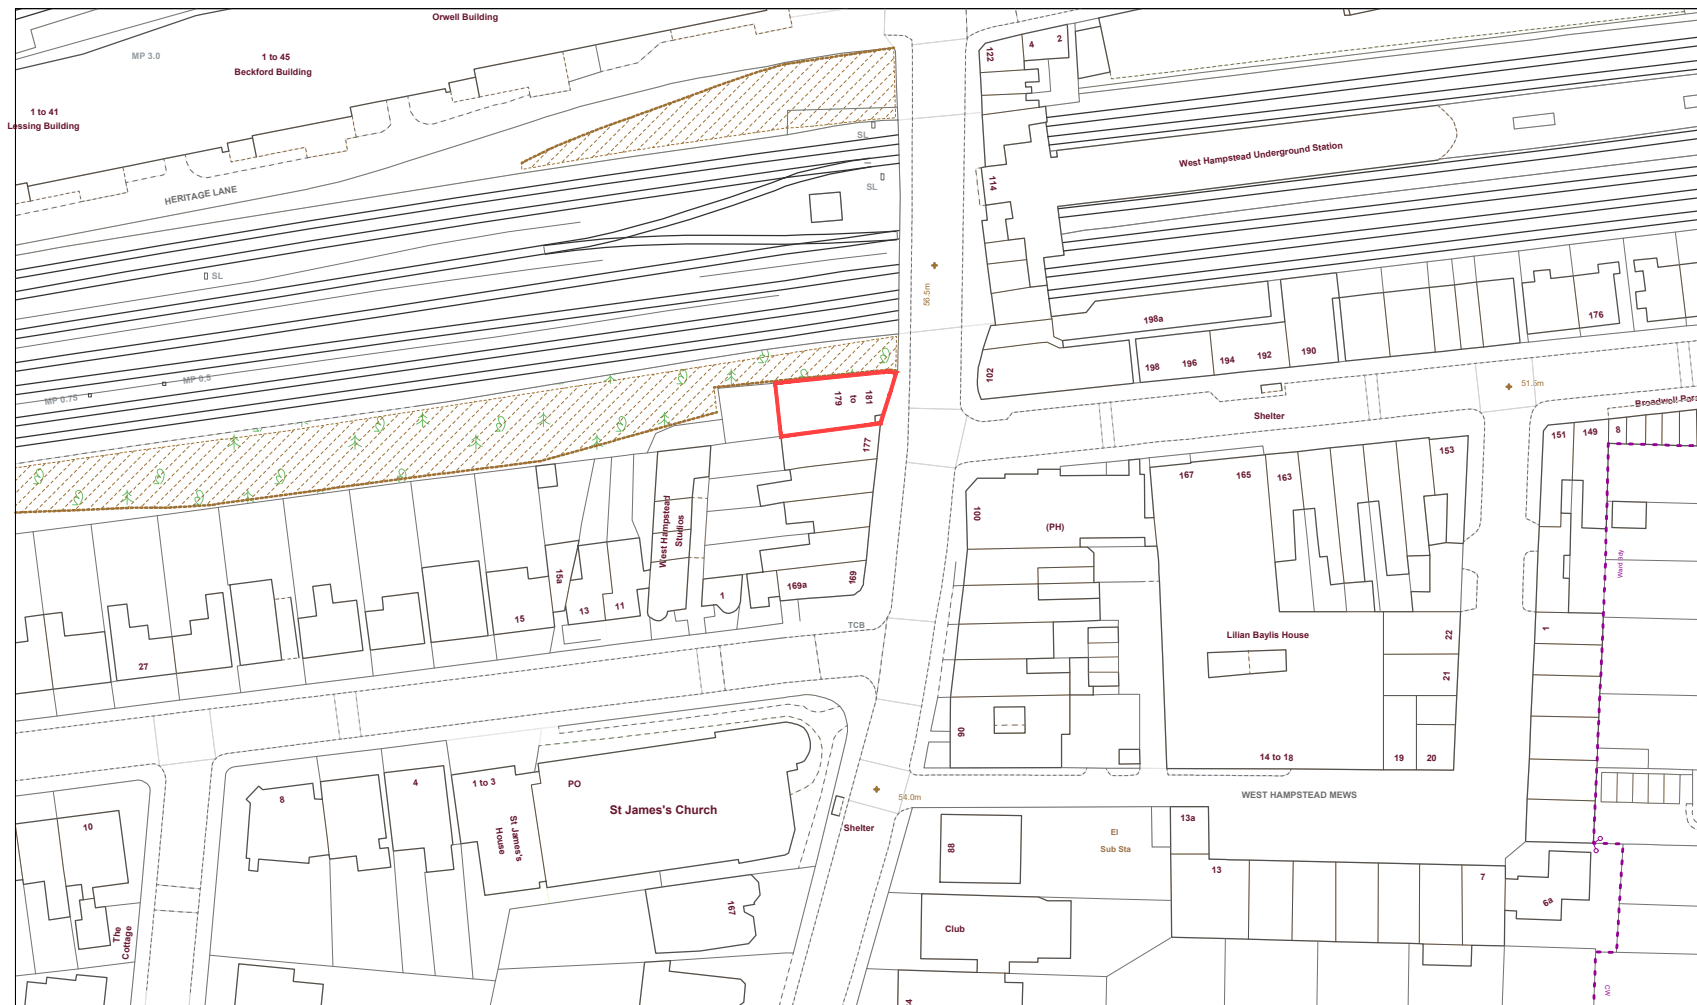 Orwell Building
MP 3.0
1 to 45
Beckford Building
1 to 41
Lessing Building
HERITAGE LANE
SL
SL
SL
122
4
2
114
West Hampstead Underground Station
56.5m
MP 0.5
MP 0.75
181
to
179
177
102
198a
198
196
194
192
190
176
51.5m
Shelter
8
151
149
153
167
165
163
100
(PH)
West Hampstead
Studios
15a
13
11
15
1
169a
169
27
TCB
Lilian Baylis House
22
21
1
Ward Bdy
90
14 to 18
19
20
WEST HAMPSTEAD MEWS
54.0m
8
4
1 to 3
PO
St James's
House
St James's Church
Shelter
10
The
Cottage
167
88
El
Sub Sta
13a
13
7
6a
Club
CW